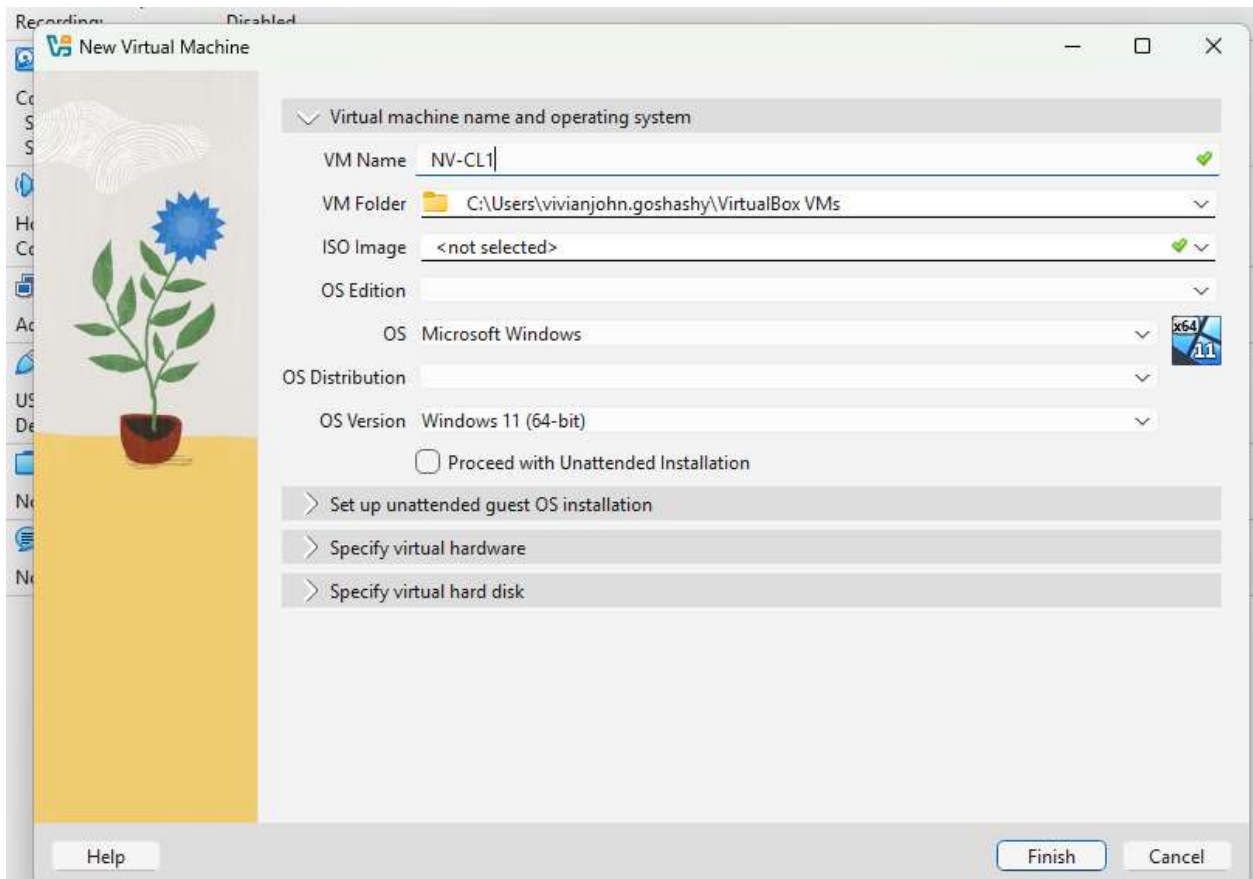 Recording: Disabled
New Virtual Machine
Virtual machine name and operating system
VM Name NV-CL1
VM Folder C:\Users\vivianjohn.goshashy\VirtualBox VMs
ISO Image <not selected>
OS Edition
OS Microsoft Windows
x64
11
OS Distribution
OS Version Windows 11 (64-bit)
Proceed with Unattended Installation
Set up unattended guest OS installation
Specify virtual hardware
Specify virtual hard disk
Help Finish Cancel